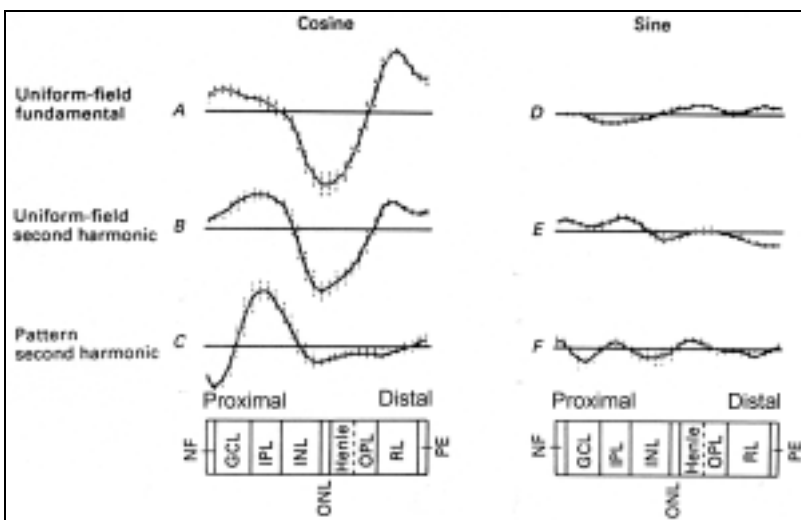 Cosine Sine
Uniform-field
fundamental A D
Uniform-field
second harmonic B E
Pattern
second harmonic C F
Proximal Distal Proximal Distal
NF GCL IPL INL ONL Henle OPL RL PE NF GCL IPL INL ONL Henle OPL RL PE